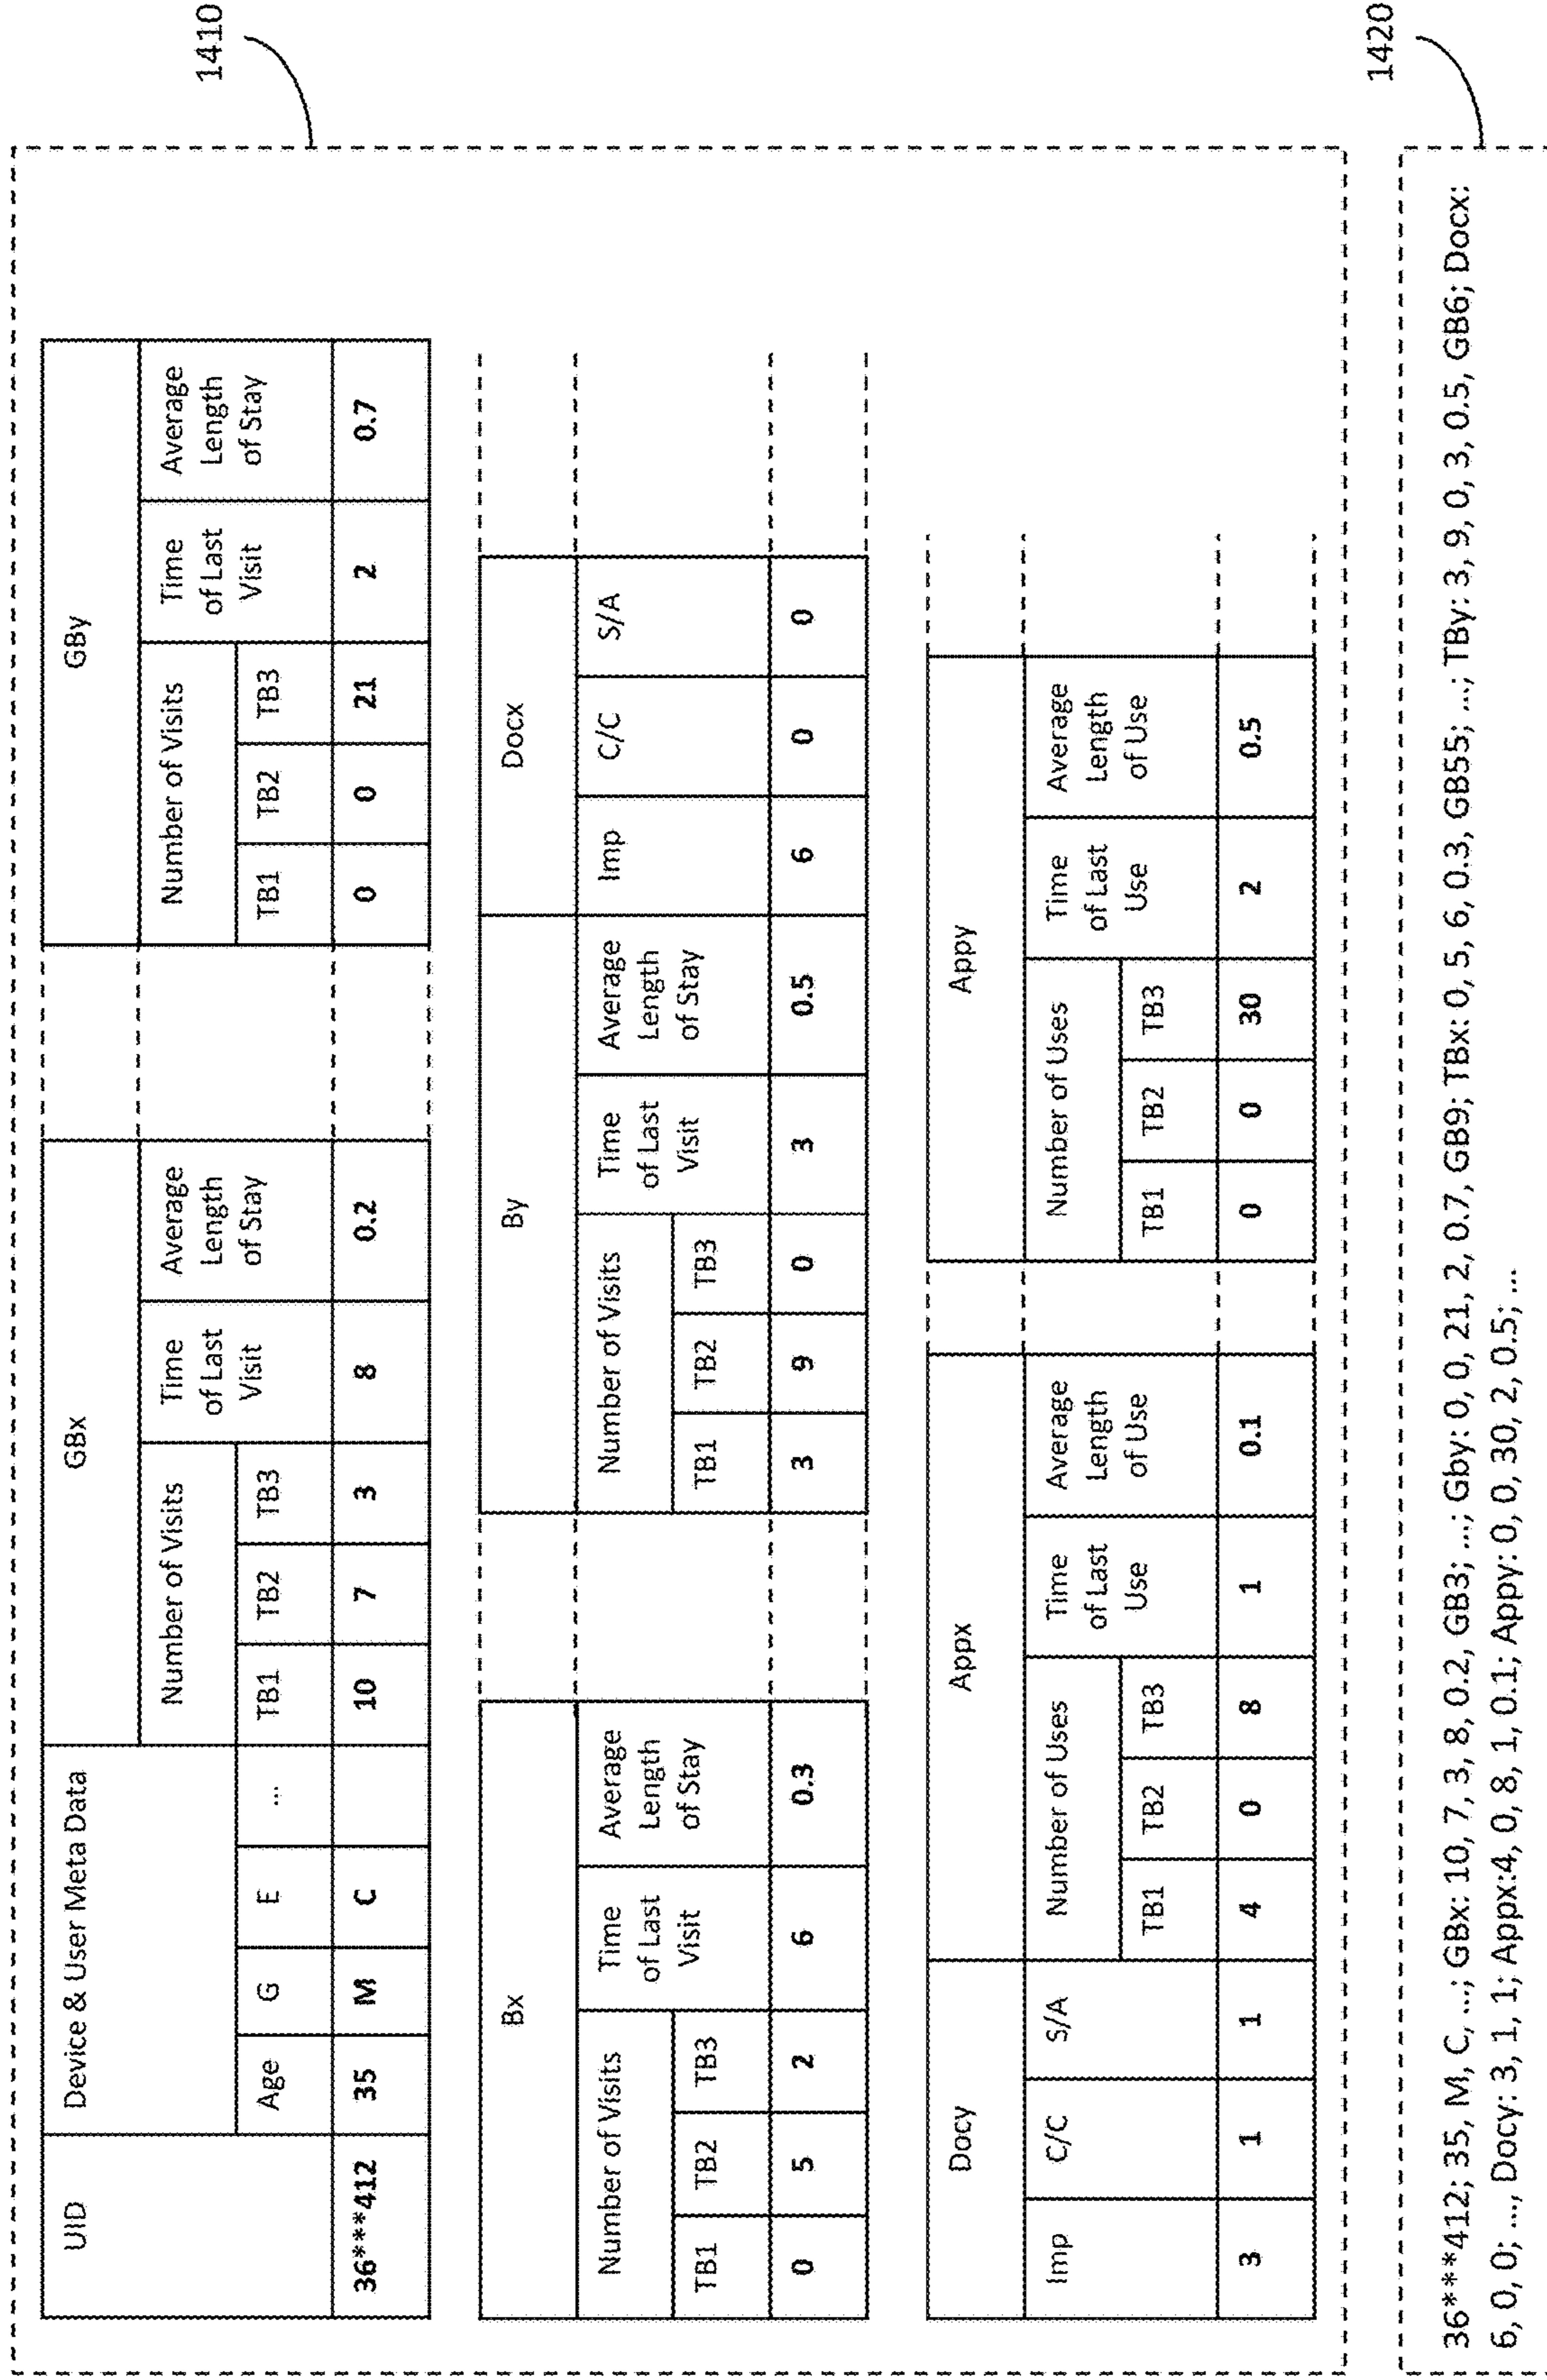 1410
UID Device & User Meta Data GBx GBy
Number of Visits Time of Last Visit Average Length of Stay Number of Visits Time of Last Visit Average Length of Stay
Age G E ... TB1 TB2 TB3 TB1 TB2 TB3
36***412 35 M C 10 7 3 8 0.2 0 0 21 2 0.7
Bx By Docx
Number of Visits Time of Last Visit Average Length of Stay Number of Visits Time of Last Visit Average Length of Stay Imp C/C S/A
TB1 TB2 TB3 TB1 TB2 TB3
0 5 2 6 0.3 3 9 0 3 0.5 6 0 0
Docy Appx Appy
Imp C/C S/A Number of Uses Time of Last Use Average Length of Use Number of Uses Time of Last Use Average Length of Use
TB1 TB2 TB3 TB1 TB2 TB3
3 1 1 4 0 8 1 0.1 0 0 30 2 0.5
1420
36***412; 35, M, C, ...; GBx: 10, 7, 3, 8, 0.2, GB3; ...; Gby: 0, 0, 21, 2, 0.7, GB9; TBx: 0, 5, 6, 0.3, GB55; ...; TBy: 3, 9, 0, 3, 0.5, GB6; Docx:
6, 0, 0; ..., Docy: 3, 1, 1; Appx:4, 0, 8, 1, 0.1; Appy: 0, 0, 30, 2, 0.5; ...